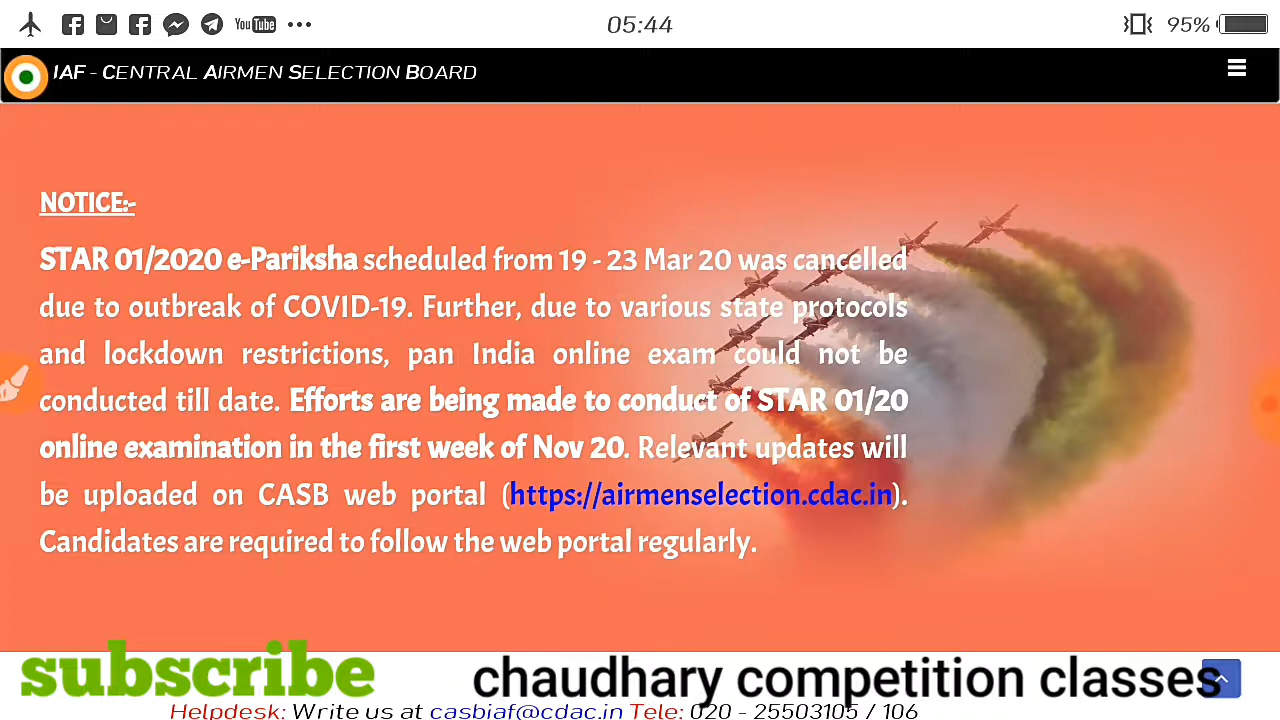 You Tube
05:44
95%
IAF - CENTRAL AIRMEN SELECTION BOARD
NOTICE:-
STAR 01/2020 e-Pariksha scheduled from 19 - 23 Mar 20 was cancelled
due to outbreak of COVID-19. Further, due to various state protocols
and lockdown restrictions, pan India online exam could not be
conducted till date. Efforts are being made to conduct of STAR 01/20
online examination in the first week of Nov 20. Relevant updates will
be uploaded on CASB web portal (https://airmenselection.cdac.in).
Candidates are required to follow the web portal regularly.
subscribe
chaudhary competition classes
Helpdesk: Write us at casbiaf@cdac.in Tele: 020 - 25503105 / 106